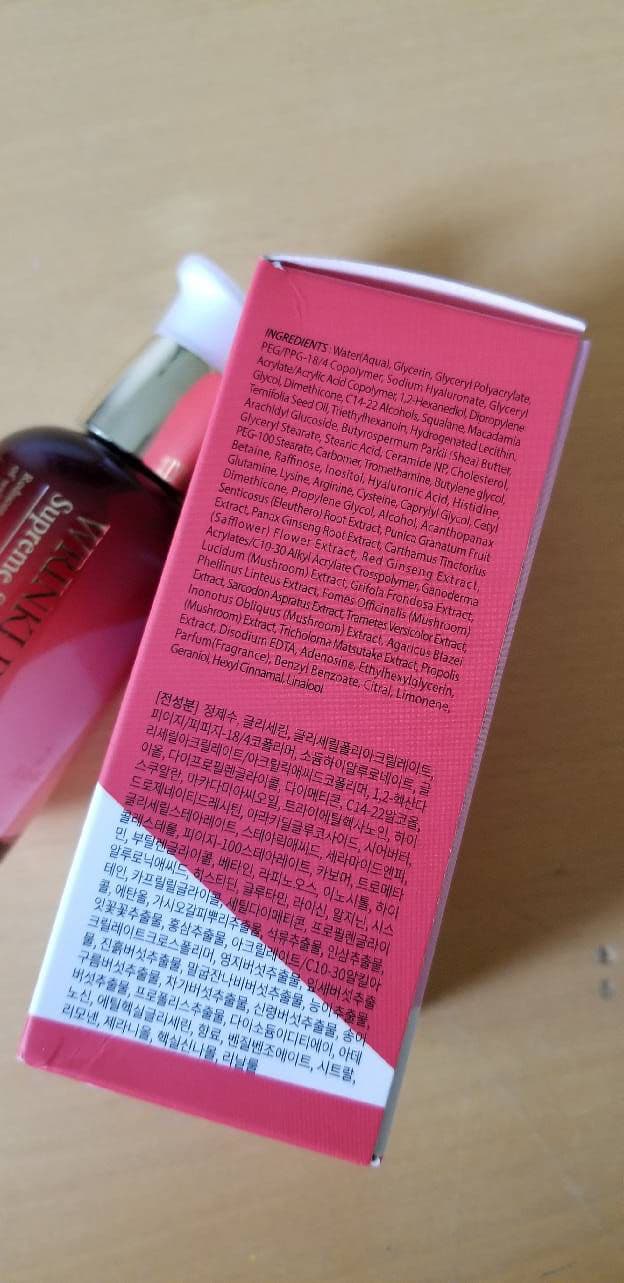 INGREDIENTS : Water(Aqua), Glycerin, Glyceryl Polyacrylate,
PEG/PPG-18/4 Copolymer, Sodium Hyaluronate, Glyceryl
Acrylate/Acrylic Acid Copolymer, 1,2-Hexanediol, Dipropylene
Glycol, Dimethicone, C14-22 Alcohols, Squalane, Macadamia
Ternifolia Seed Oil, Triethylhexanoin, Hydrogenated Lecithin,
Arachidyl Glucoside, Butyrospermum Parkii (Shea) Butter,
Glyceryl Stearate, Stearic Acid, Ceramide NP, Cholesterol,
PEG-100 Stearate, Carbomer, Tromethamine, Butylene glycol,
Betaine, Raffinose, Inositol, Hyaluronic Acid, Histidine,
Glutamine, Lysine, Arginine, Cysteine, Caprylyl Glycol, Cetyl
Dimethicone, Propylene Glycol, Alcohol, Acanthopanax
Senticosus (Eleuthero) Root Extract, Punica Granatum Fruit
Extract, Panax Ginseng Root Extract, Carthamus Tinctorius
(Safflower) Flower Extract, Red Ginseng Extract,
Acrylates/C10-30 Alkyl Acrylate Crosspolymer, Ganoderma
Lucidum (Mushroom) Extract, Grifola Frondosa Extract,
Phellinus Linteus Extract, Fomes Officinalis (Mushroom)
Extract, Sarcodon Aspratus Extract, Trametes Versicolor Extract,
Inonotus Obliquus (Mushroom) Extract, Agaricus Blazei
(Mushroom) Extract, Tricholoma Matsutake Extract, Propolis
Extract, Disodium EDTA, Adenosine, Ethylhexylglycerin,
Parfum(Fragrance), Benzyl Benzoate, Citral, Limonene,
Geraniol, Hexyl Cinnamal, Linalool
[전성분] 정제수, 글리세린, 글리세릴폴리아크릴레이트,
피이지/피피지-18/4코폴리머, 소듐하이알루로네이트, 글
리세릴아크릴레이트/아크릴릭애씨드코폴리머, 1,2-헥산다
이올, 다이프로필렌글라이콜, 다이메티콘, C14-22알코올,
스쿠알란, 마카다미아씨오일, 트라이에틸헥사노인, 하이
드로제네이티드레시틴, 아라키딜글루코사이드, 시어버터,
글리세릴스테아레이트, 스테아릭애씨드, 세라마이드엔피,
콜레스테롤, 피이지-100스테아레이트, 카보머, 트로메타
민, 부틸렌글라이콜, 베타인, 라피노오스, 이노시톨, 하이
알루로닉애씨드, 히스티딘, 글루타민, 라이신, 알지닌, 시스
테인, 카프릴릴글라이콜, 세틸다이메티콘, 프로필렌글라이
콜, 에탄올, 가시오갈피뿌리추출물, 석류추출물, 인삼추출물,
잇꽃꽃추출물, 홍삼추출물, 아크릴레이트/C10-30알킬아
크릴레이트크로스폴리머, 영지버섯추출물, 잎새버섯추출
물, 진흙버섯추출물, 말굽잔나비버섯추출물, 능이추출물,
구름버섯추출물, 차가버섯추출물, 신령버섯추출물, 송이
버섯추출물, 프로폴리스추출물, 다이소듐이디티에이, 아데
노신, 에틸헥실글리세린, 향료, 벤질벤조에이트, 시트랄,
리모넨, 제라니올, 헥실신나몰, 리날룰
Supreme